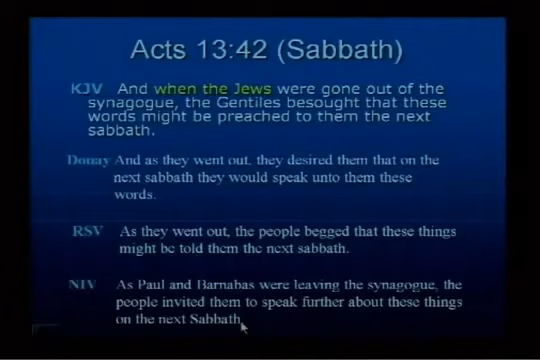 Acts 13:42 (Sabbath)
KJV And when the Jews were gone out of the
synagogue, the Gentiles besought that these
words might be preached to them the next
sabbath.
Douay And as they went out, they desired them that on the
next sabbath they would speak unto them these
words.
RSV As they went out, the people begged that these things
might be told them the next sabbath.
NIV As Paul and Barnabas were leaving the synagogue, the
people invited them to speak further about these things
on the next Sabbath.